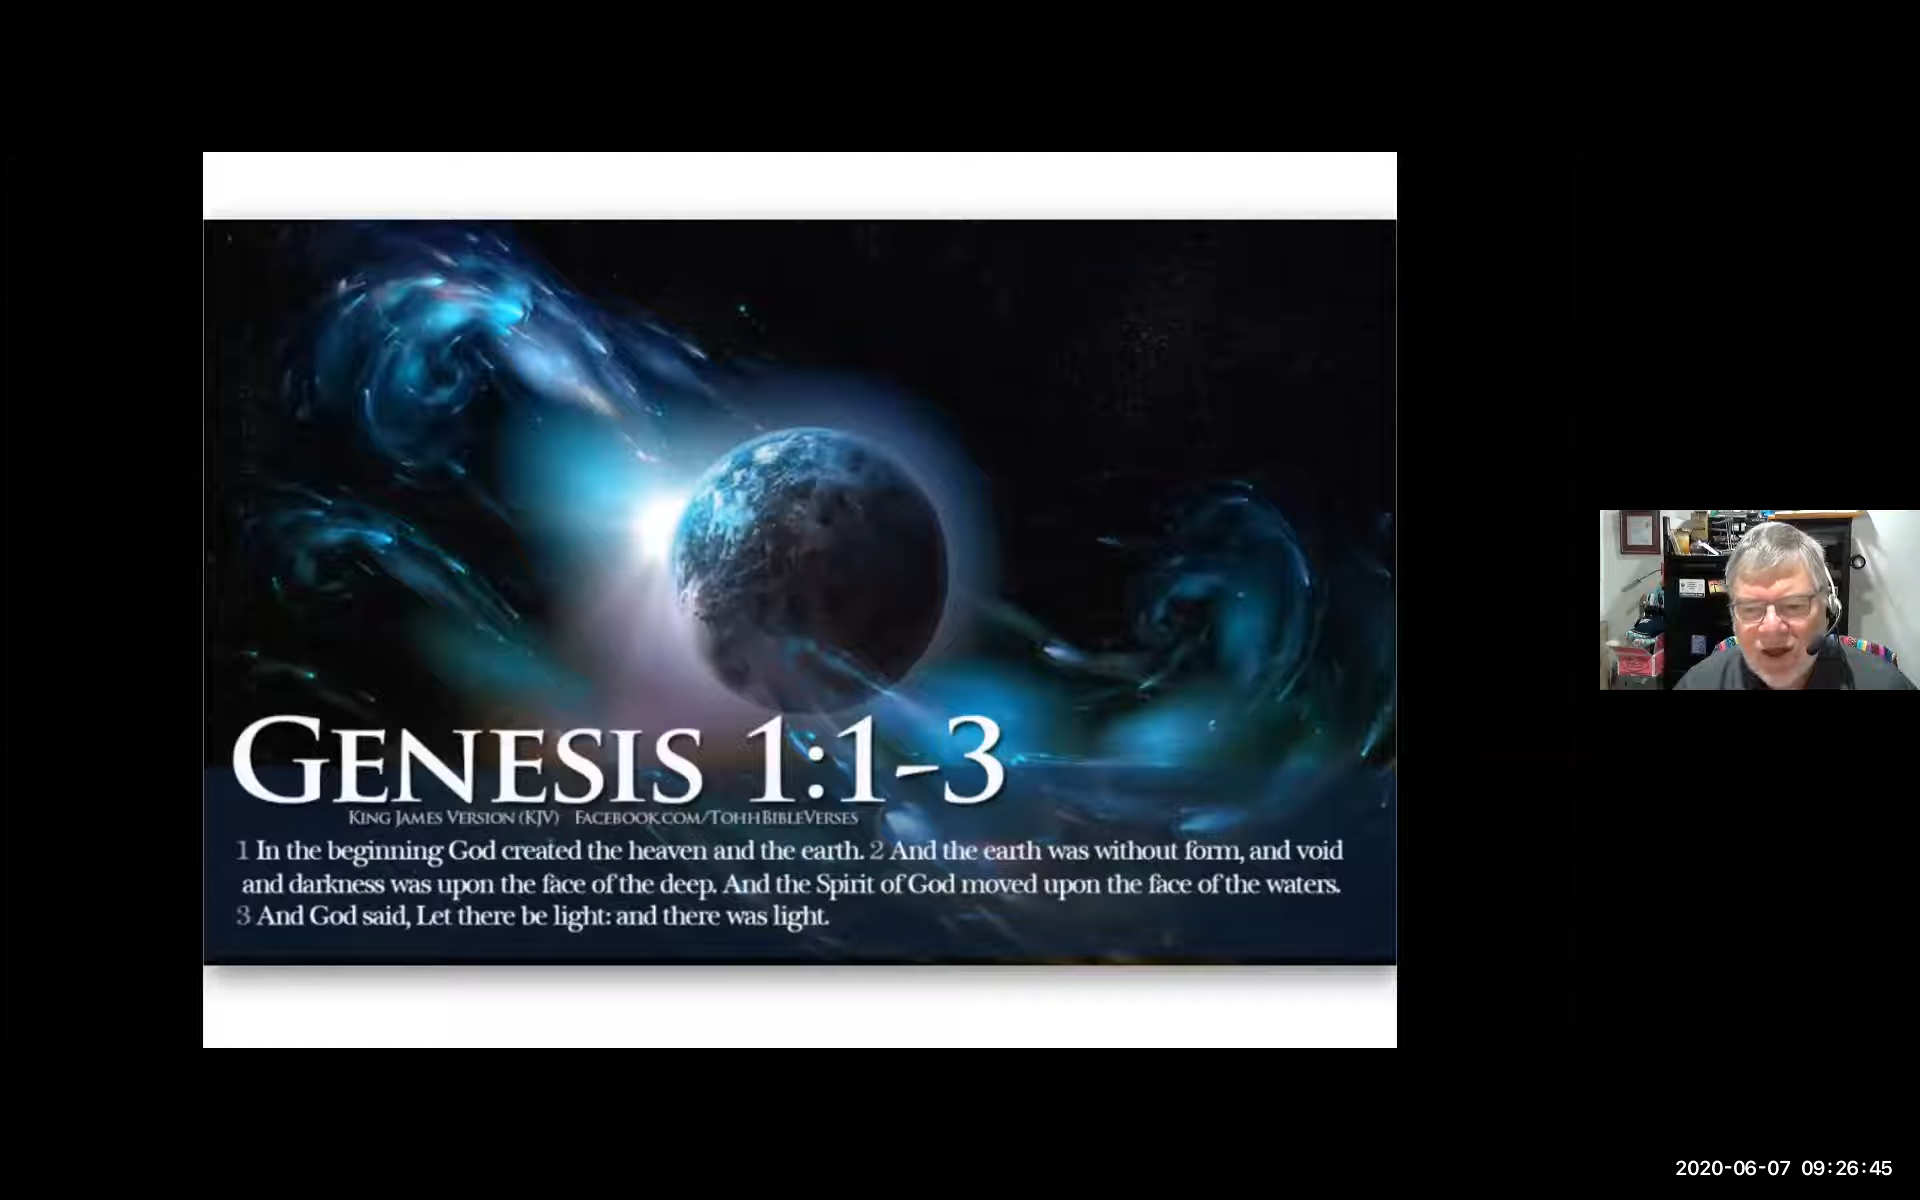 GENESIS 1:1-3
KING JAMES VERSION (KJV) FACEBOOK.COM/TOHHBIBLEVERSES
1 In the beginning God created the heaven and the earth. 2 And the earth was without form, and void
and darkness was upon the face of the deep. And the Spirit of God moved upon the face of the waters.
3 And God said, Let there be light: and there was light.
2020-06-07 09:26:45